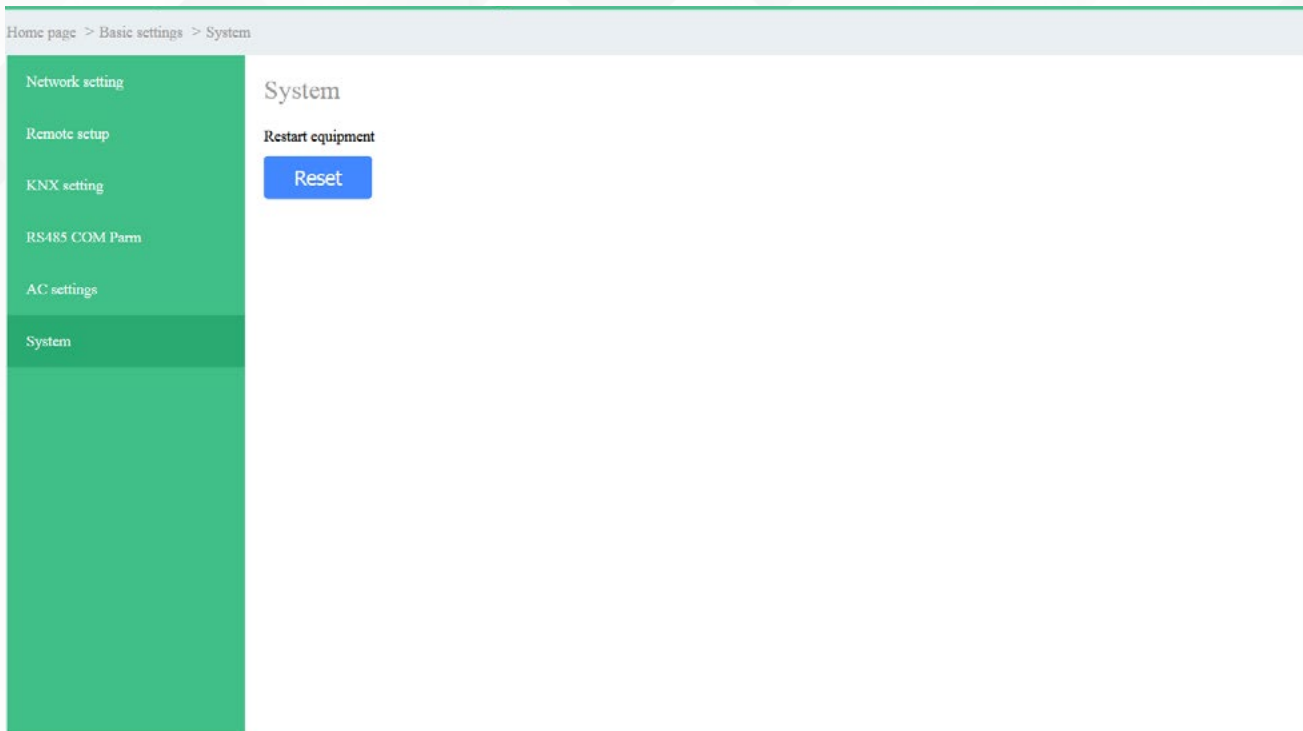 Home page > Basic settings > System
Network setting
Remote setup
KNX setting
RS485 COM Parm
AC settings
System
System
Restart equipment
Reset